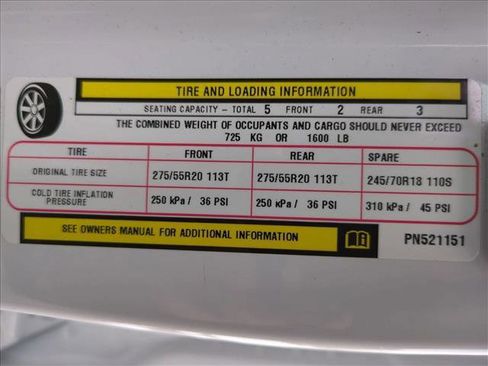 TIRE AND LOADING INFORMATION
SEATING CAPACITY - TOTAL 5 FRONT 2 REAR 3
THE COMBINED WEIGHT OF OCCUPANTS AND CARGO SHOULD NEVER EXCEED
725 KG OR 1600 LB
TIRE FRONT REAR SPARE
ORIGINAL TIRE SIZE 275/55R20 113T 275/55R20 113T 245/70R18 110S
COLD TIRE INFLATION
PRESSURE 250 kPa / 36 PSI 250 kPa / 36 PSI 310 kPa / 45 PSI
SEE OWNERS MANUAL FOR ADDITIONAL INFORMATION PN521151